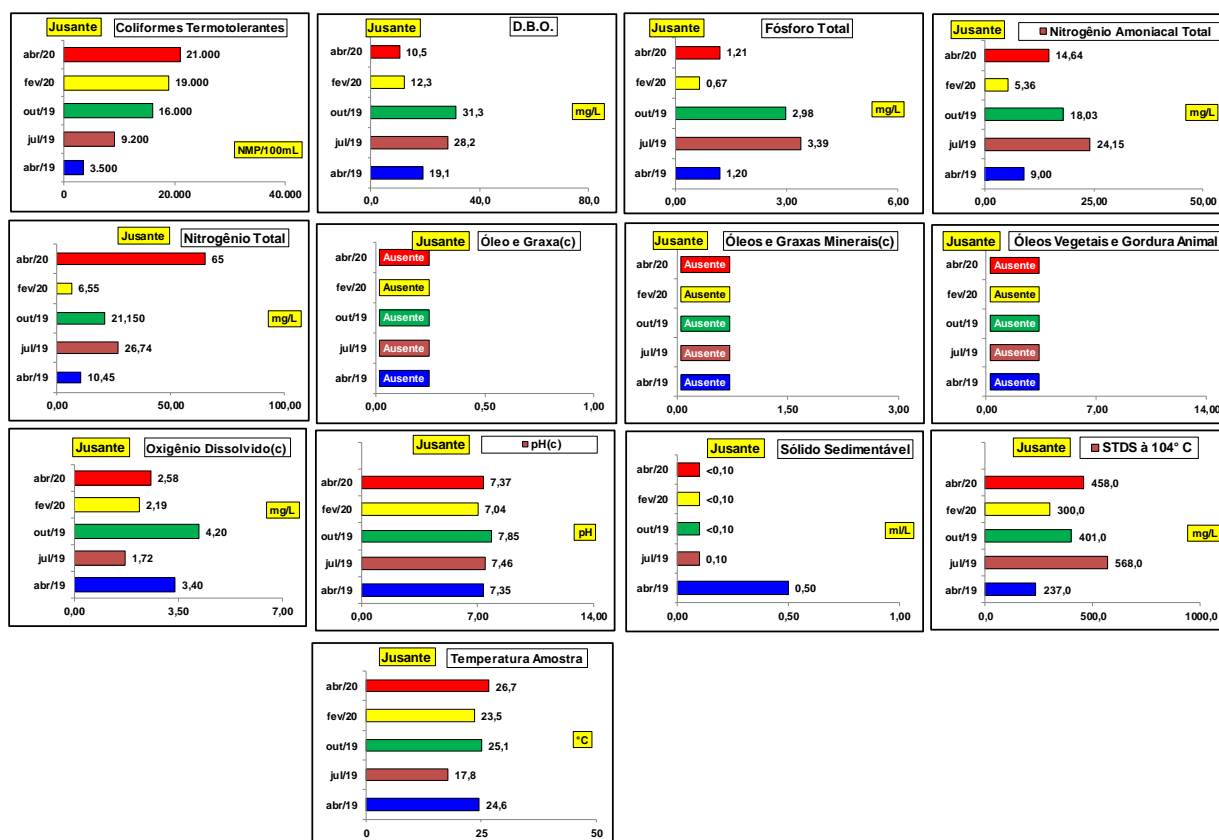 Jusante Coliformes Termotolerantes
abr/20 21.000
fev/20 19.000
out/19 16.000
jul/19 9.200
NMP/100mL
abr/19 3.500
0 20.000 40.000
Jusante D.B.O.
abr/20 10,5
fev/20 12,3
out/19 31,3 mg/L
jul/19 28,2
abr/19 19,1
0,0 40,0 80,0
Jusante Fósforo Total
abr/20 1,21
fev/20 0,67
out/19 2,98 mg/L
jul/19 3,39
abr/19 1,20
0,00 3,00 6,00
Jusante Nitrogênio Amoniacal Total
abr/20 14,64
fev/20 5,36
out/19 18,03 mg/L
jul/19 24,15
abr/19 9,00
0,00 25,00 50,00
Jusante Nitrogênio Total
abr/20 65
fev/20 6,55
out/19 21,150 mg/L
jul/19 26,74
abr/19 10,45
0,00 50,00 100,00
Jusante Óleo e Graxa(c)
abr/20 Ausente
fev/20 Ausente
out/19 Ausente
jul/19 Ausente
abr/19 Ausente
0,00 0,50 1,00
Jusante Óleos e Graxas Minerais(c)
abr/20 Ausente
fev/20 Ausente
out/19 Ausente
jul/19 Ausente
abr/19 Ausente
0,00 1,50 3,00
Jusante Óleos Vegetais e Gordura Animal
abr/20 Ausente
fev/20 Ausente
out/19 Ausente
jul/19 Ausente
abr/19 Ausente
0,00 7,00 14,00
Jusante Oxigênio Dissolvido(c)
abr/20 2,58
fev/20 2,19 mg/L
out/19 4,20
jul/19 1,72
abr/19 3,40
0,00 3,50 7,00
Jusante pH(c)
abr/20 7,37
fev/20 7,04
out/19 7,85 pH
jul/19 7,46
abr/19 7,35
0,00 7,00 14,00
Jusante Sólido Sedimentável
abr/20 <0,10
fev/20 <0,10
out/19 <0,10 ml/L
jul/19 0,10
abr/19 0,50
0,00 1,00
Jusante STDS à 104° C
abr/20 458,0
fev/20 300,0
out/19 401,0 mg/L
jul/19 568,0
abr/19 237,0
0,0 500,0 1000,0
Jusante Temperatura Amostra
abr/20 26,7
fev/20 23,5
out/19 25,1 °C
jul/19 17,8
abr/19 24,6
0 25 50